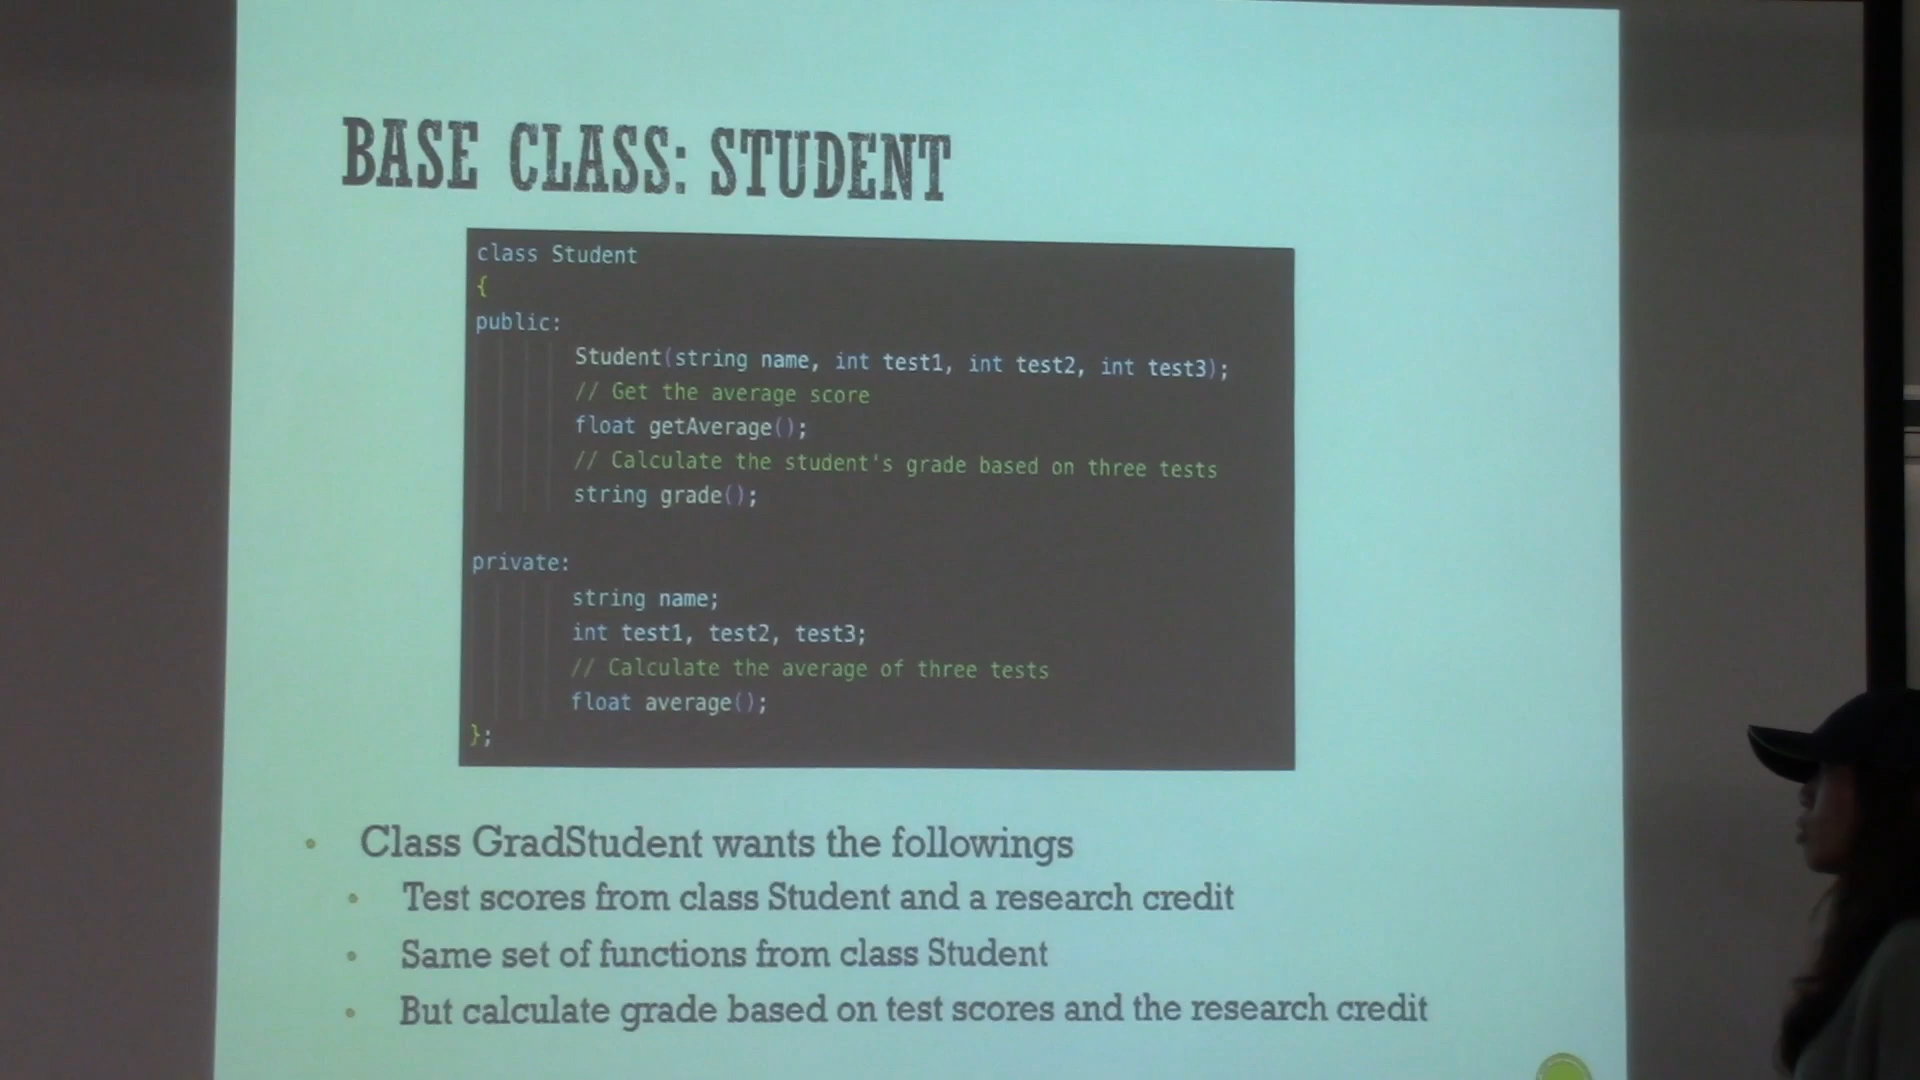 BASE CLASS: STUDENT
class Student
{
public:
Student(string name, int test1, int test2, int test3);
// Get the average score
float getAverage();
// Calculate the student's grade based on three tests
string grade();
private:
string name;
int test1, test2, test3;
// Calculate the average of three tests
float average();
};
• Class GradStudent wants the followings
• Test scores from class Student and a research credit
• Same set of functions from class Student
• But calculate grade based on test scores and the research credit